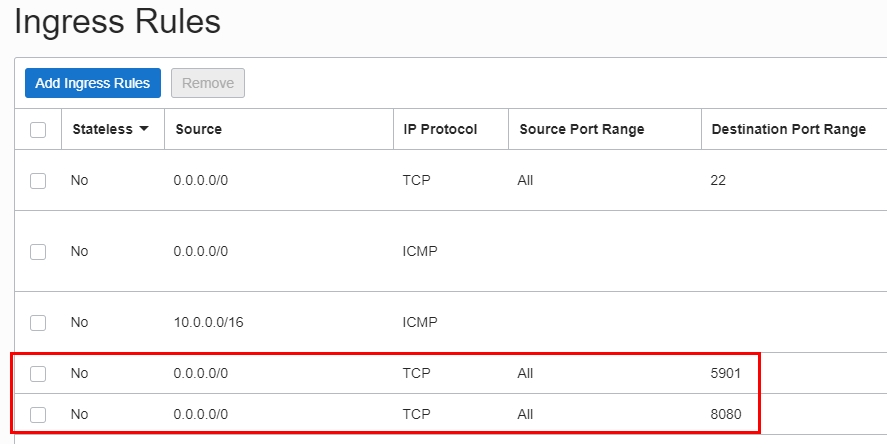 Ingress Rules
Add Ingress Rules Remove
Stateless Source IP Protocol Source Port Range Destination Port Range
No 0.0.0.0/0 TCP All 22
No 0.0.0.0/0 ICMP
No 10.0.0.0/16 ICMP
No 0.0.0.0/0 TCP All 5901
No 0.0.0.0/0 TCP All 8080